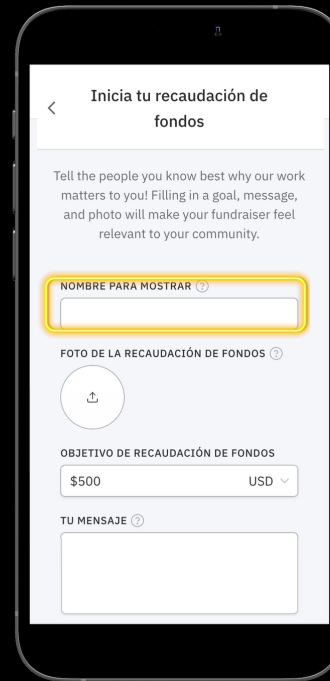 Inicia tu recaudación de
fondos
Tell the people you know best why our work
matters to you! Filling in a goal, message,
and photo will make your fundraiser feel
relevant to your community.
NOMBRE PARA MOSTRAR ?
FOTO DE LA RECAUDACIÓN DE FONDOS ?
OBJETIVO DE RECAUDACIÓN DE FONDOS
$500 USD
TU MENSAJE ?